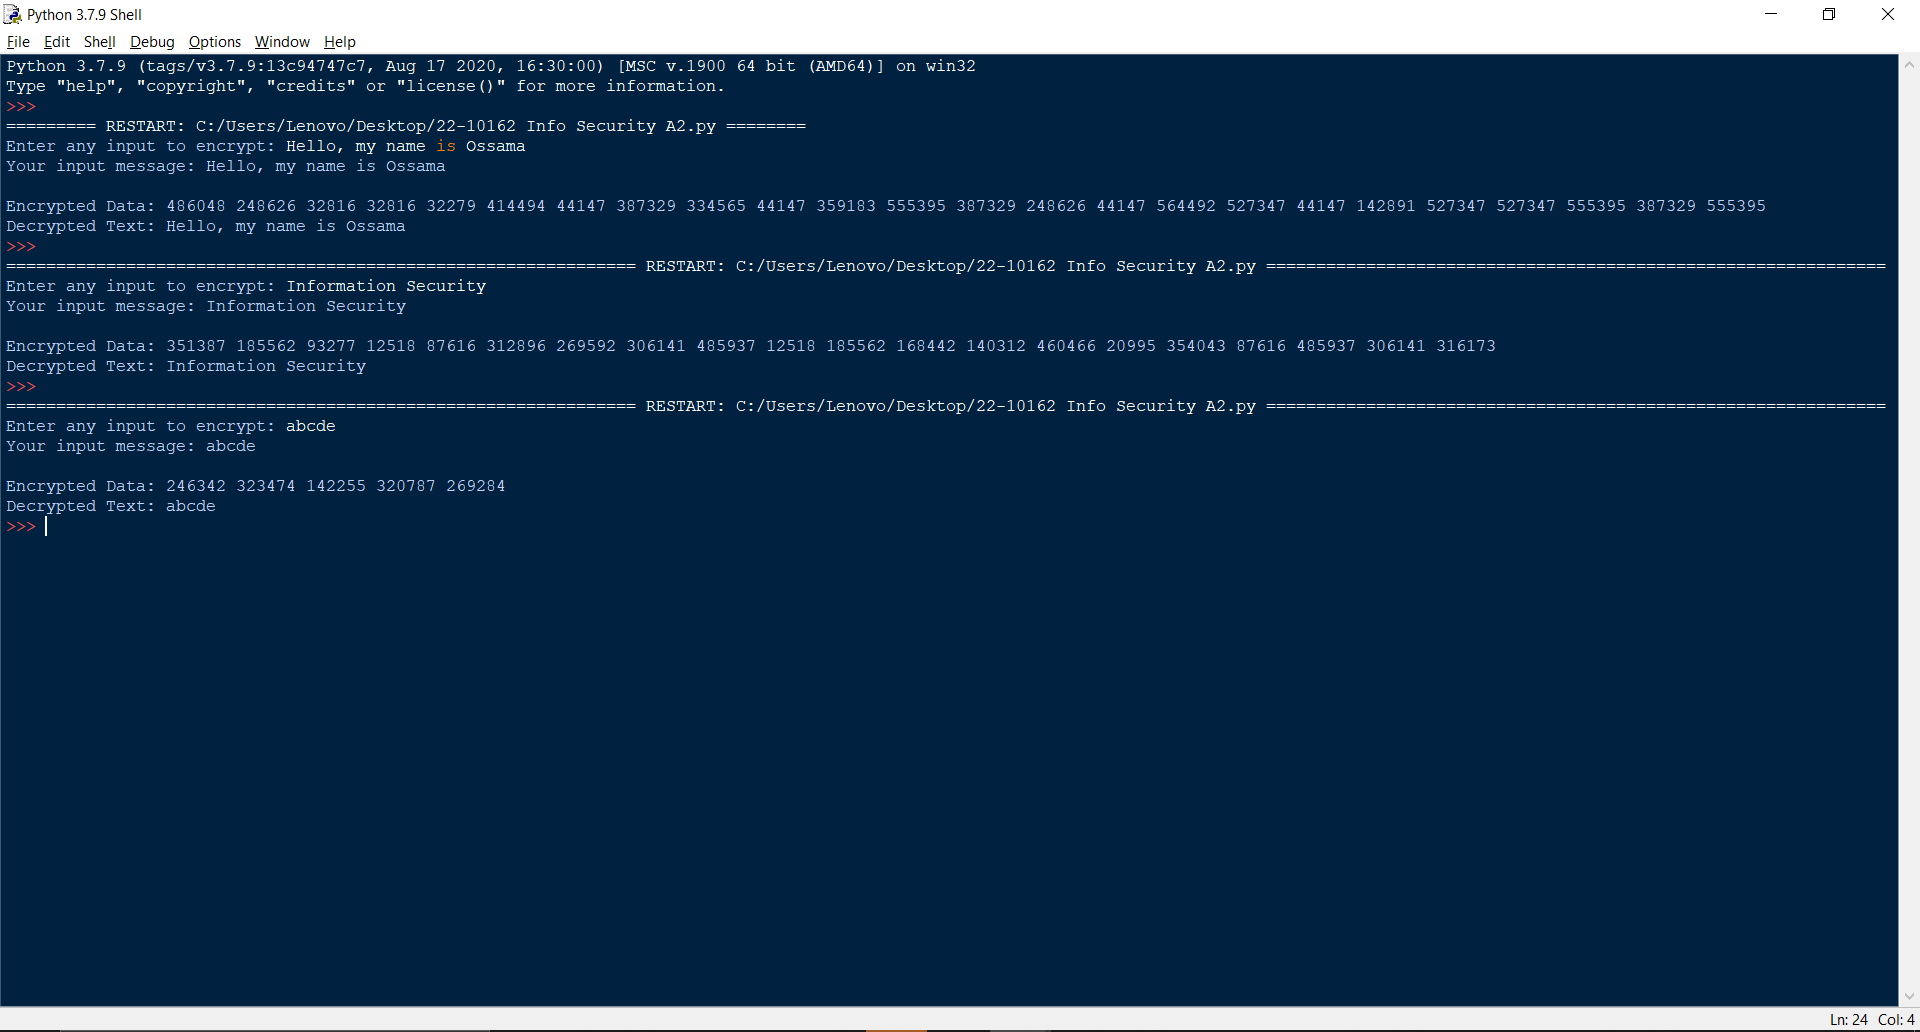 Python 3.7.9 Shell
File Edit Shell Debug Options Window Help
Python 3.7.9 (tags/v3.7.9:13c94747c7, Aug 17 2020, 16:30:00) [MSC v.1900 64 bit (AMD64)] on win32
Type "help", "copyright", "credits" or "license()" for more information.
>>>
========= RESTART: C:/Users/Lenovo/Desktop/22-10162 Info Security A2.py ========
Enter any input to encrypt: Hello, my name is Ossama
Your input message: Hello, my name is Ossama
Encrypted Data: 486048 248626 32816 32816 32279 414494 44147 387329 334565 44147 359183 555395 387329 248626 44147 564492 527347 44147 142891 527347 527347 555395 387329 555395
Decrypted Text: Hello, my name is Ossama
>>>
=============================================================== RESTART: C:/Users/Lenovo/Desktop/22-10162 Info Security A2.py ==============================================================
Enter any input to encrypt: Information Security
Your input message: Information Security
Encrypted Data: 351387 185562 93277 12518 87616 312896 269592 306141 485937 12518 185562 168442 140312 460466 20995 354043 87616 485937 306141 316173
Decrypted Text: Information Security
>>>
=============================================================== RESTART: C:/Users/Lenovo/Desktop/22-10162 Info Security A2.py ==============================================================
Enter any input to encrypt: abcde
Your input message: abcde
Encrypted Data: 246342 323474 142255 320787 269284
Decrypted Text: abcde
>>>
Ln: 24 Col: 4